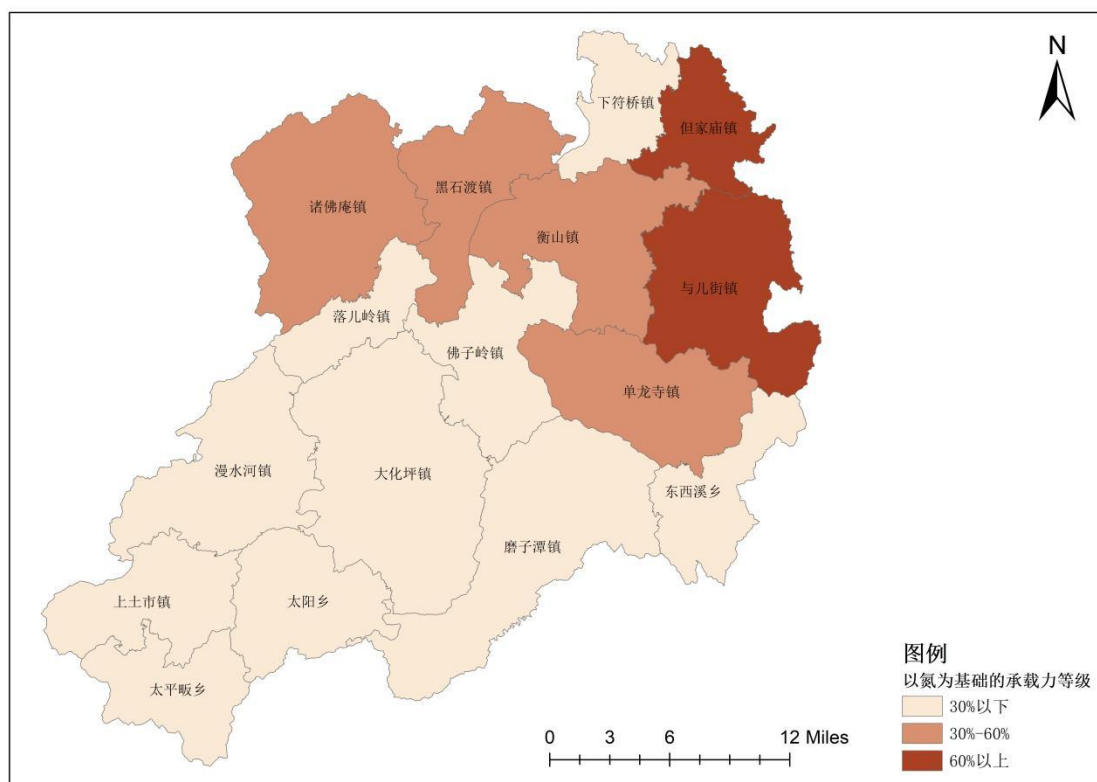 N
下符桥镇
但家庙镇
黑石渡镇
诸佛庵镇
衡山镇
与儿街镇
落儿岭镇
佛子岭镇
单龙寺镇
漫水河镇
大化坪镇
东西溪乡
磨子潭镇
上土市镇
太阳乡
太平畈乡
图例
以氮为基础的承载力等级
30%以下
30%-60%
60%以上
0 3 6 12 Miles